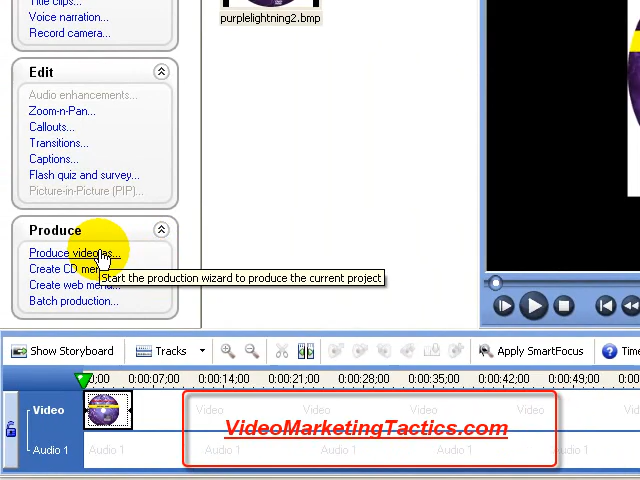 Title clips...
Voice narration...
Record camera...
purplelightning2.bmp
Edit
Audio enhancements...
Zoom-n-Pan...
Callouts...
Transitions...
Captions...
Flash quiz and survey...
Picture-in-Picture (PIP)...
Produce
Produce video as...
Create CD menu...
Start the production wizard to produce the current project
Create web menu...
Batch production...
Show Storyboard
Tracks
Apply SmartFocus
0:00:07;00 0:00:14;00 0:00:21;00 0:00:28;00 0:00:35;00 0:00:42;00 0:00:49;00
Video Video Video Video Video
VideoMarketingTactics.com
Audio 1 Audio 1 Audio 1 Audio 1 Audio 1 Audio 1 Audio 1